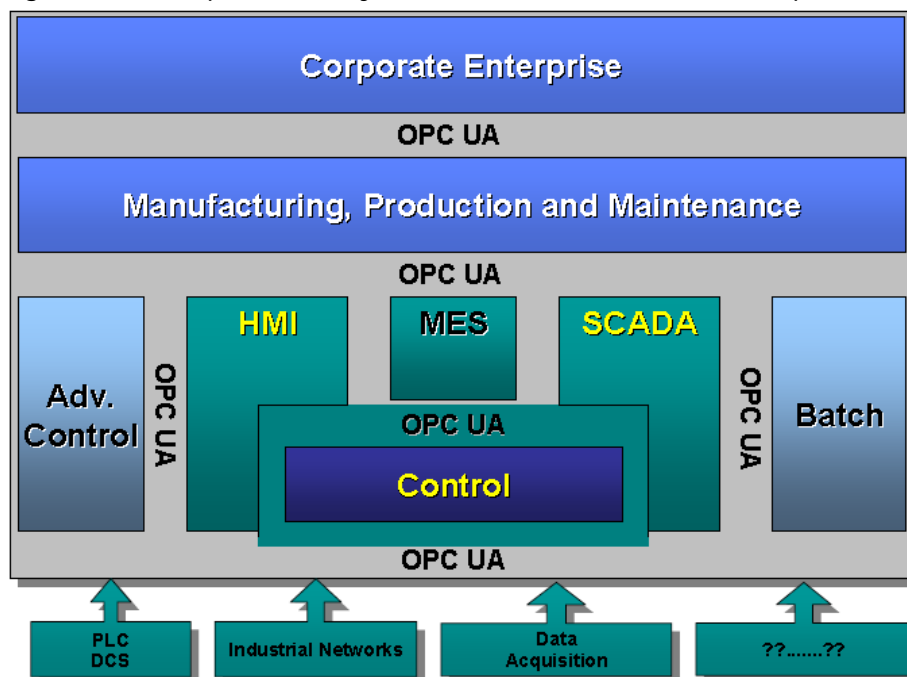 Corporate Enterprise
OPC UA
Manufacturing, Production and Maintenance
OPC UA
HMI
MES
SCADA
Adv.
Control
OPC UA
OPC UA
Batch
OPC UA
Control
OPC UA
PLC
DCS
Industrial Networks
Data
Acquisition
??.......??